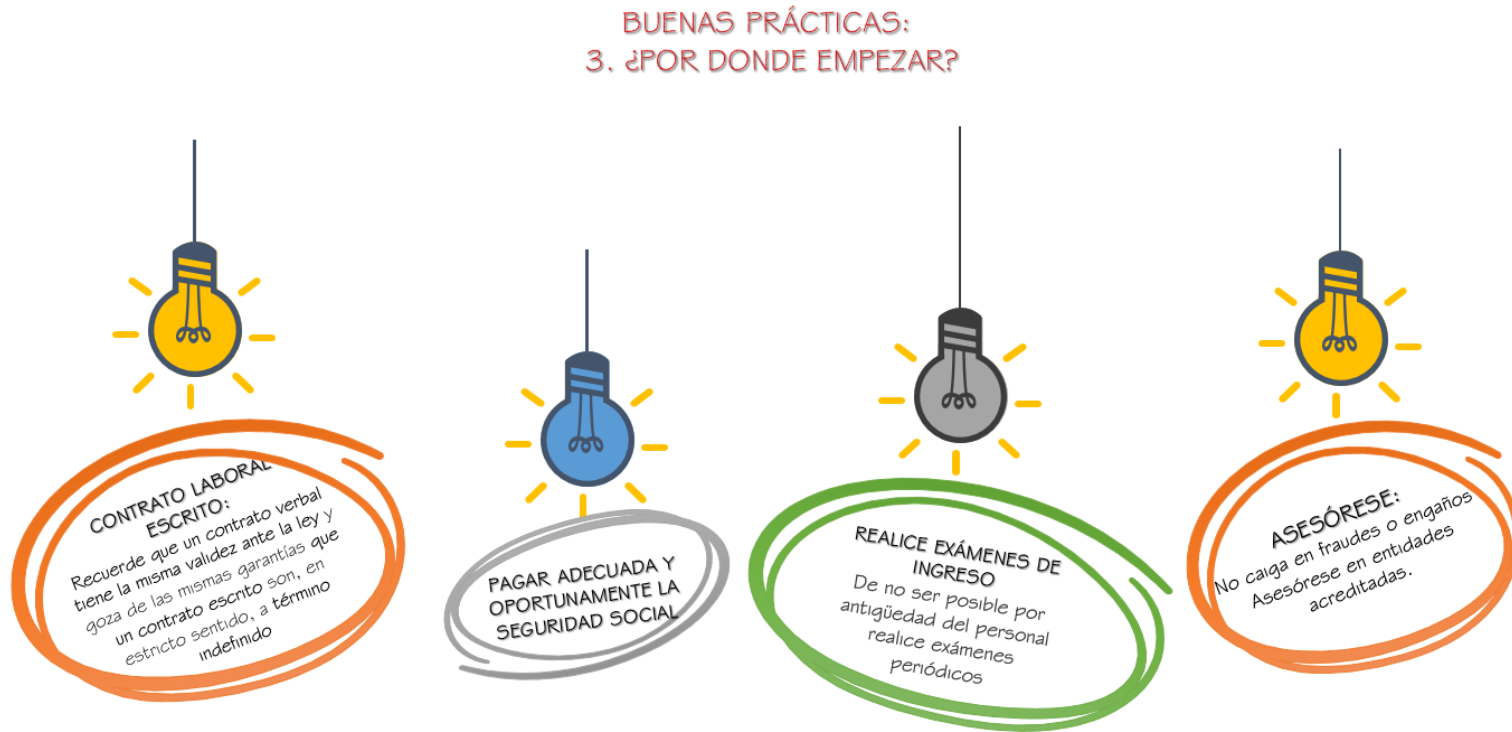 BUENAS PRÁCTICAS:
3. ¿POR DONDE EMPEZAR?
CONTRATO LABORAL
ESCRITO:
Recuerde que un contrato verbal
tiene la misma validez ante la ley y
goza de las mismas garantías que
un contrato escrito son, en
estricto sentido, a término
indefinido
PAGAR ADECUADA Y
OPORTUNAMENTE LA
SEGURIDAD SOCIAL
REALICE EXÁMENES DE
INGRESO
De no ser posible por
antigüedad del personal
realice exámenes
periódicos
ASESÓRESE:
No caiga en fraudes o engaños
Asesórese en entidades
acreditadas.